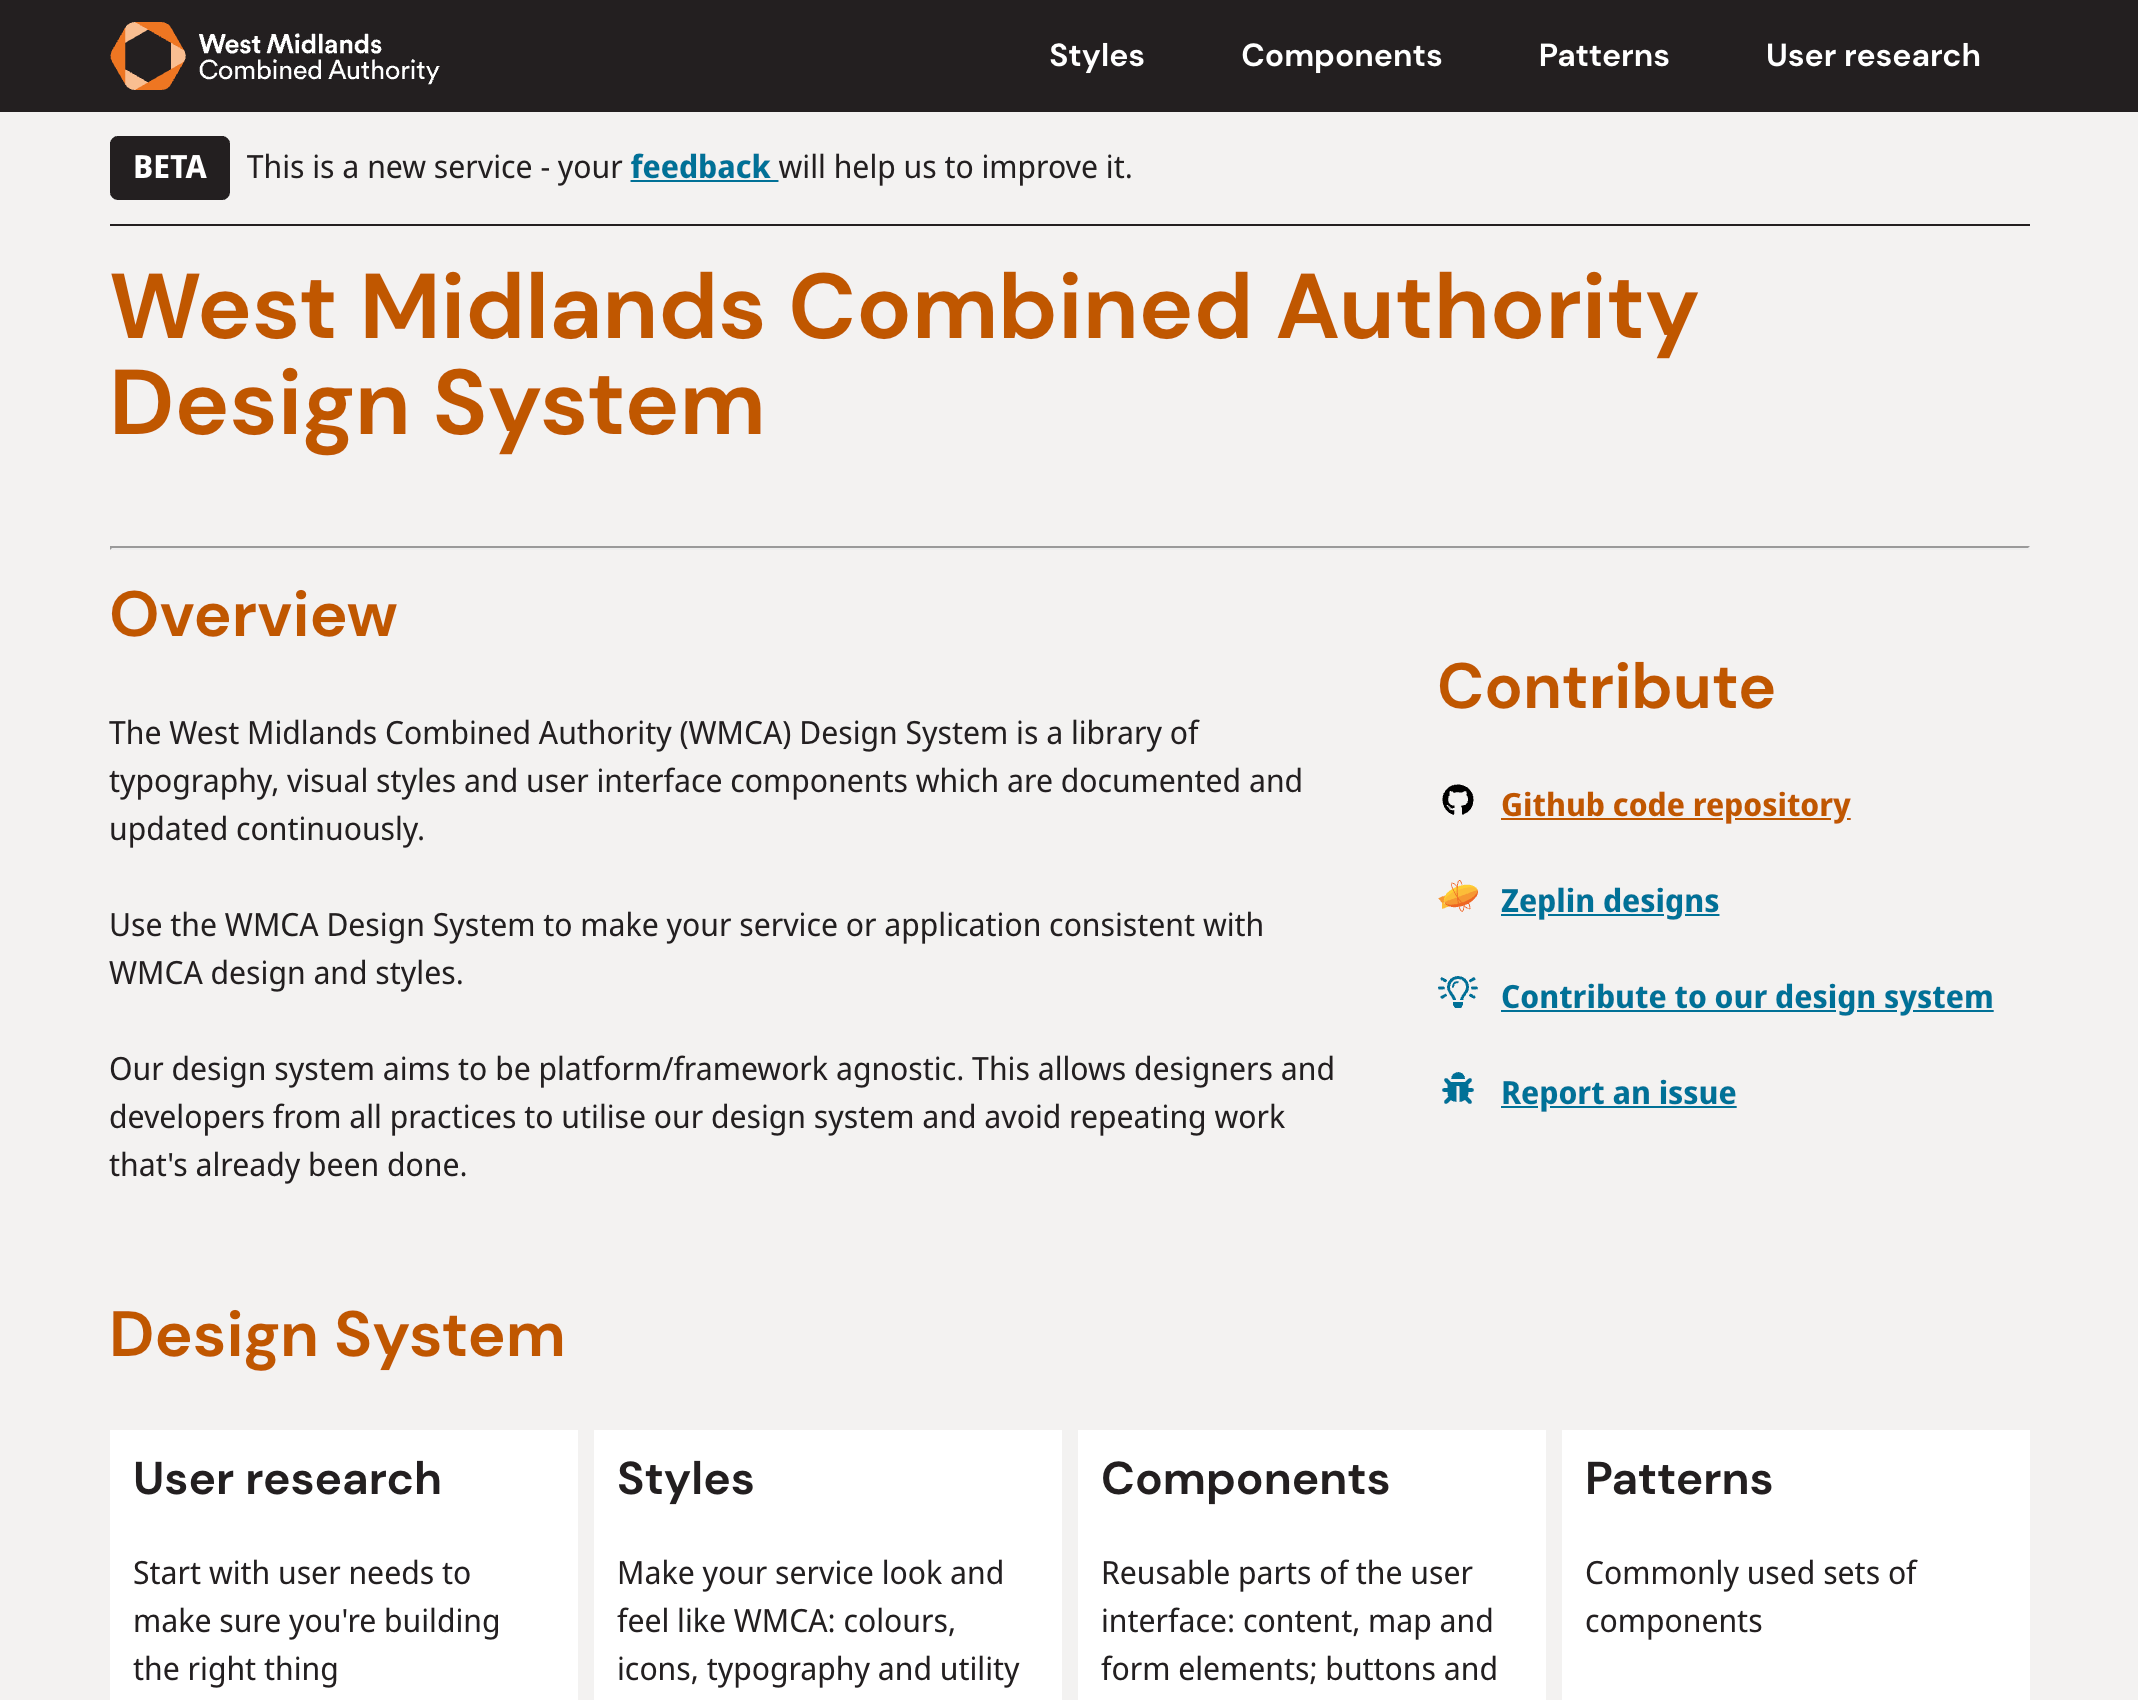 West Midlands
Combined Authority
Styles
Components
Patterns
User research
BETA
This is a new service - your feedback will help us to improve it.
West Midlands Combined Authority
Design System
Overview
The West Midlands Combined Authority (WMCA) Design System is a library of
typography, visual styles and user interface components which are documented and
updated continuously.
Use the WMCA Design System to make your service or application consistent with
WMCA design and styles.
Our design system aims to be platform/framework agnostic. This allows designers and
developers from all practices to utilise our design system and avoid repeating work
that's already been done.
Contribute
Github code repository
Zeplin designs
Contribute to our design system
Report an issue
Design System
User research
Start with user needs to
make sure you're building
the right thing
Styles
Make your service look and
feel like WMCA: colours,
icons, typography and utility
Components
Reusable parts of the user
interface: content, map and
form elements; buttons and
Patterns
Commonly used sets of
components